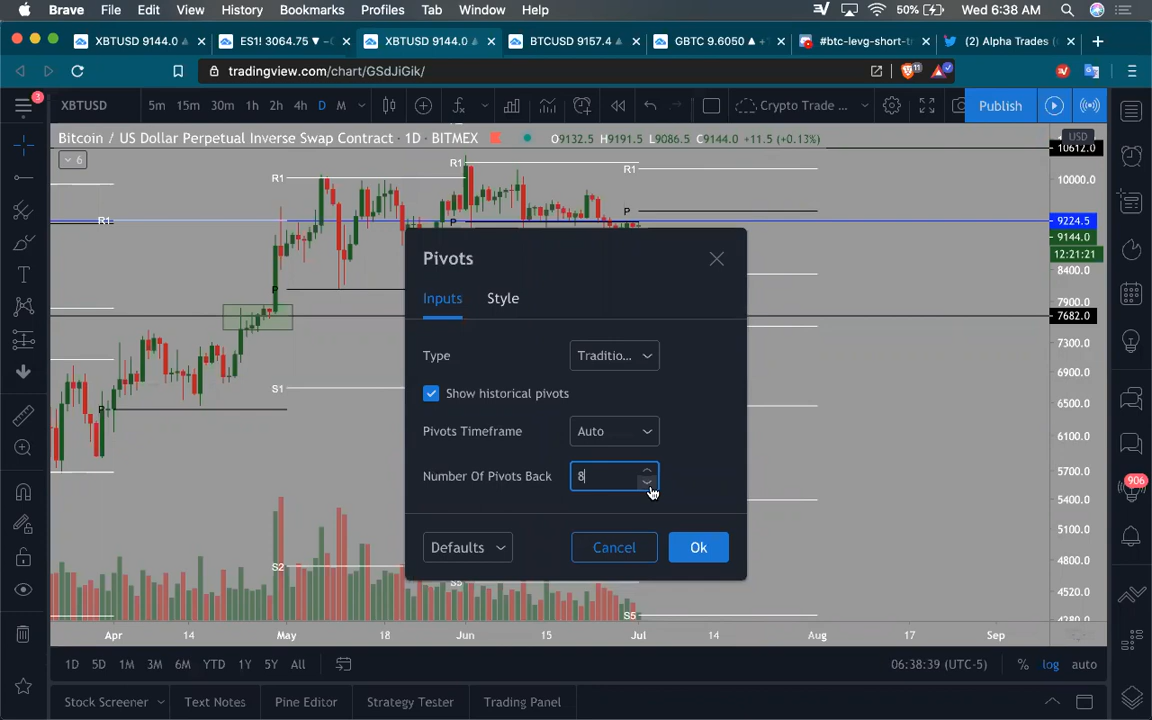 Brave File Edit View History Bookmarks Profiles Tab Window Help 50% Wed 6:38 AM
XBTUSD 9144.0 ES1! 3064.75 XBTUSD 9144.0 BTCUSD 9157.4 GBTC 9.6050 #btc-levg-short-t (2) Alpha Trades (
tradingview.com/chart/GSdJiGik/ 11
3 XBTUSD 5m 15m 30m 1h 2h 4h D M Crypto Trade ... Publish
Bitcoin / US Dollar Perpetual Inverse Swap Contract · 1D · BITMEX O9132.5 H9191.5 L9086.5 C9144.0 +11.5 (+0.13%) USD
10612.0
6
R1
R1
R1
10000.0
P
R1
P
9224.5
9144.0
12:21:21
Pivots
8400.0
P
7900.0
Inputs Style
7682.0
7300.0
Type Traditio...
6900.0
S1
Show historical pivots
6500.0
P
Pivots Timeframe Auto
6100.0
Number Of Pivots Back 8
5700.0
906
5400.0
5100.0
Defaults Cancel Ok
4800.0
S2
S5
4520.0
S5
4280.0
Apr 14 May 18 Jun 15 Jul 14 Aug 17 Sep
1D 5D 1M 3M 6M YTD 1Y 5Y All 06:38:39 (UTC-5) % log auto
Stock Screener Text Notes Pine Editor Strategy Tester Trading Panel